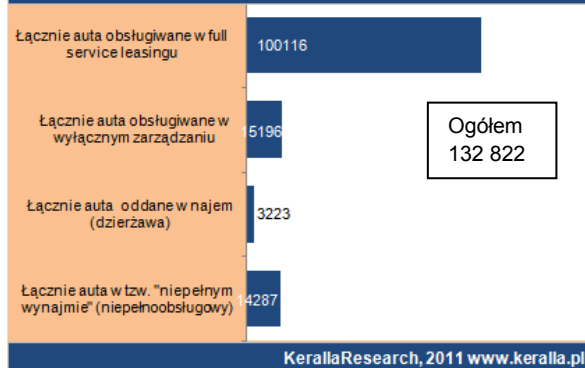 Łącznie auta obsługiwane w full
service leasingu
100116
Łącznie auta obsługiwane w
wyłącznym zarządzaniu
15196
Ogółem
132 822
Łącznie auta oddane w najem
(dzierżawa)
3223
Łącznie auta w tzw. "niepełnym
wynajmie" (niepełnoobsługowy)
14287
KerallaResearch, 2011 www.keralla.pl